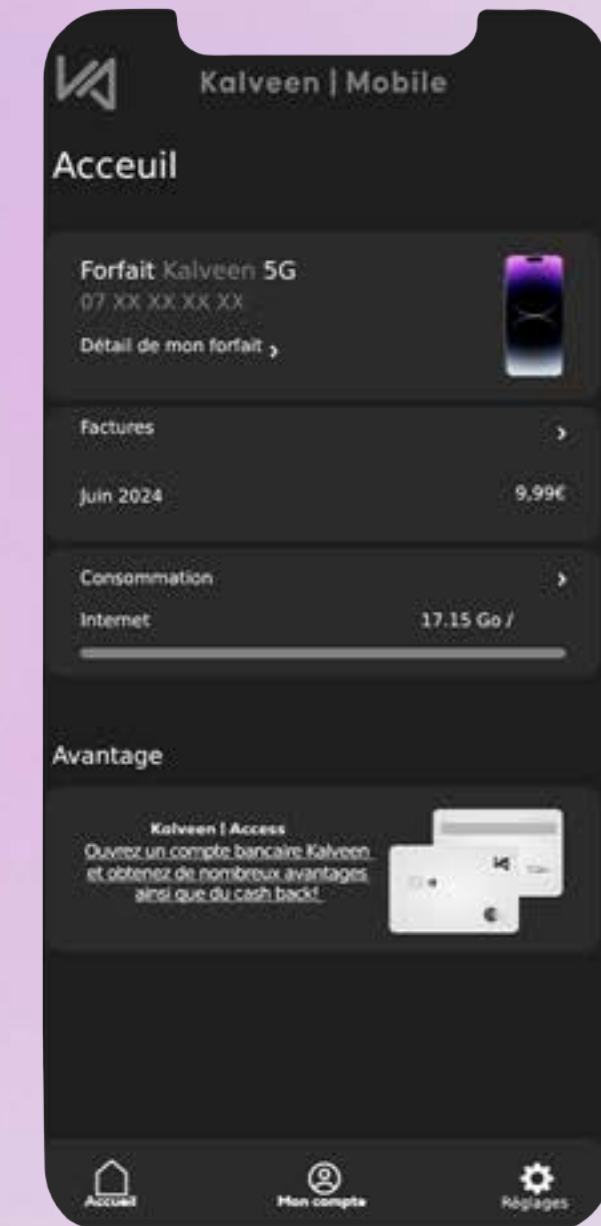 Kalveen | Mobile
Acceuil
Forfait Kalveen 5G
07 XX XX XX XX
Détail de mon forfait ›
Factures ›
Juin 2024 9,99€
Consommation ›
Internet 17.15 Go /
Avantage
Kalveen | Access
Ouvrez un compte bancaire Kalveen
et obtenez de nombreux avantages
ainsi que du cash back!
Accueil Mon compte Réglages